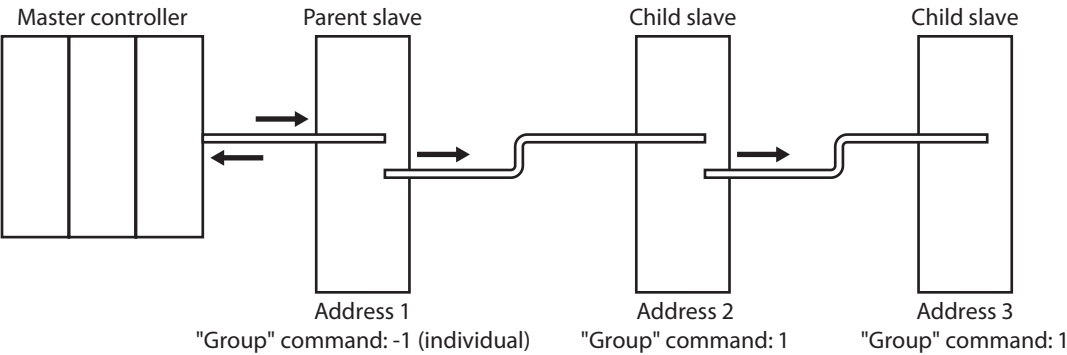 Master controller
Parent slave
Child slave
Child slave
Address 1
"Group" command: -1 (individual)
Address 2
"Group" command: 1
Address 3
"Group" command: 1